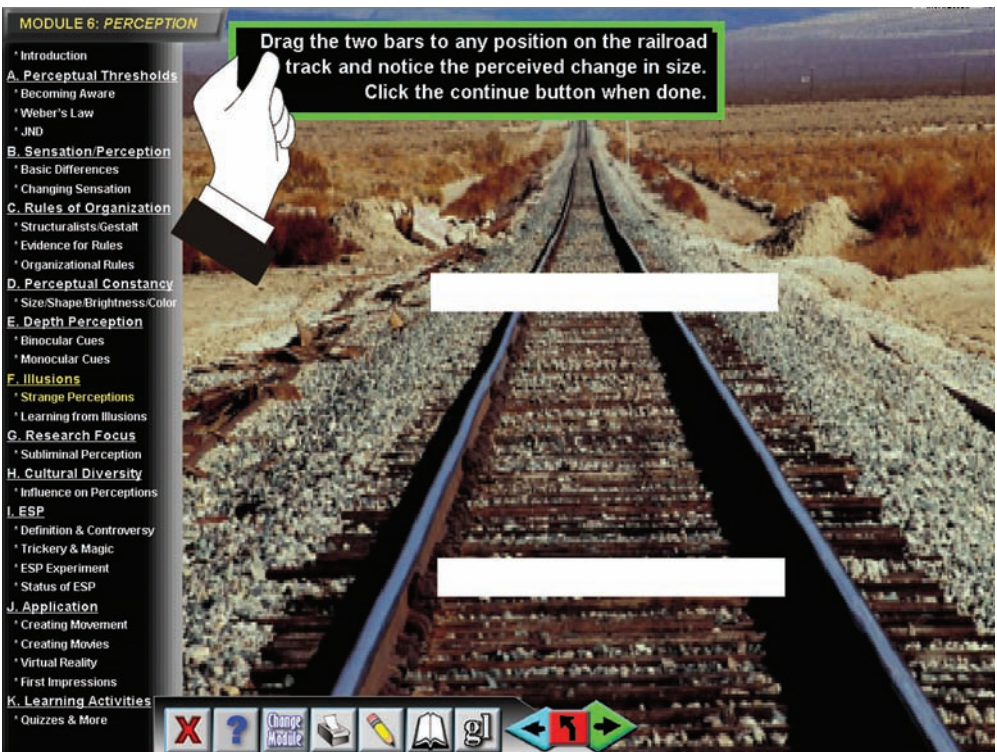 MODULE 6: PERCEPTION
* Introduction
A. Perceptual Thresholds
* Becoming Aware
* Weber's Law
* JND
B. Sensation/Perception
* Basic Differences
* Changing Sensation
C. Rules of Organization
* Structuralists/Gestalt
* Evidence for Rules
* Organizational Rules
D. Perceptual Constancy
* Size/Shape/Brightness/Color
E. Depth Perception
* Binocular Cues
* Monocular Cues
F. Illusions
* Strange Perceptions
* Learning from Illusions
G. Research Focus
* Subliminal Perception
H. Cultural Diversity
* Influence on Perceptions
I. ESP
* Definition & Controversy
* Trickery & Magic
* ESP Experiment
* Status of ESP
J. Application
* Creating Movement
* Creating Movies
* Virtual Reality
* First Impressions
K. Learning Activities
* Quizzes & More
Drag the two bars to any position on the railroad
track and notice the perceived change in size.
Click the continue button when done.
X
?
Change
Module
gl